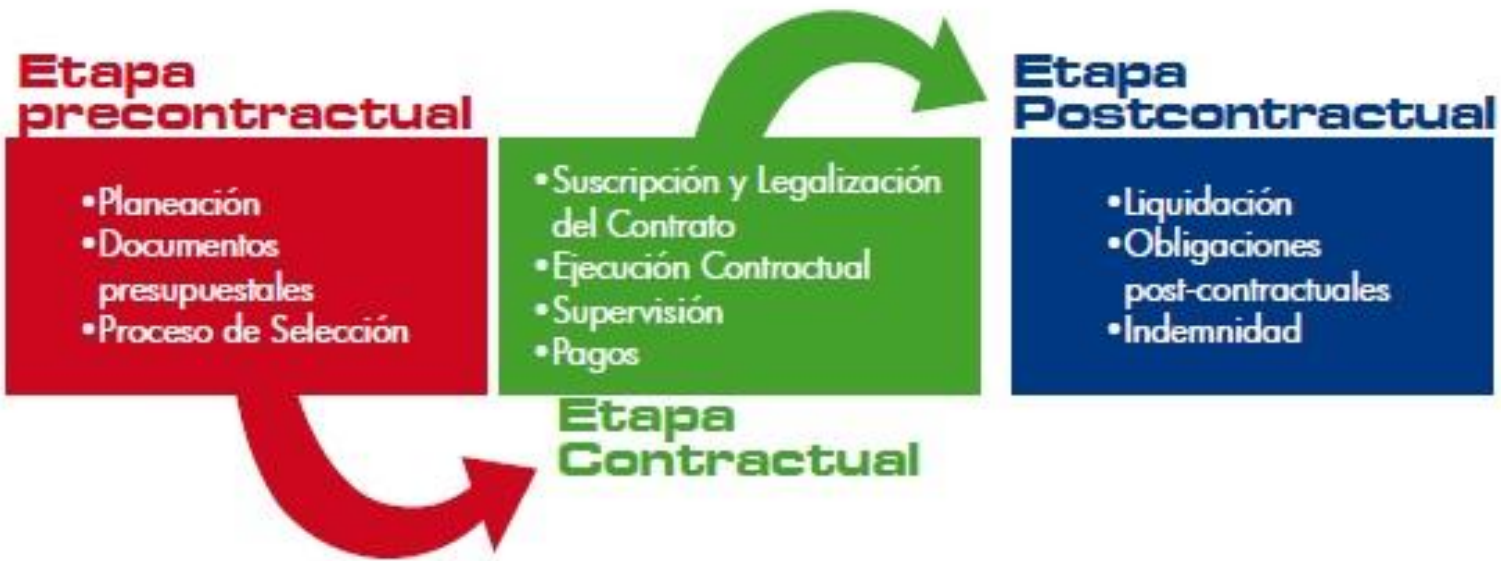 Etapa
precontractual
•Planeación
•Documentos
presupuestales
•Proceso de Selección
•Suscripción y Legalización
del Contrato
•Ejecución Contractual
•Supervisión
•Pagos
Etapa
Contractual
Etapa
Postcontractual
•Liquidación
•Obligaciones
post-contractuales
•Indemnidad